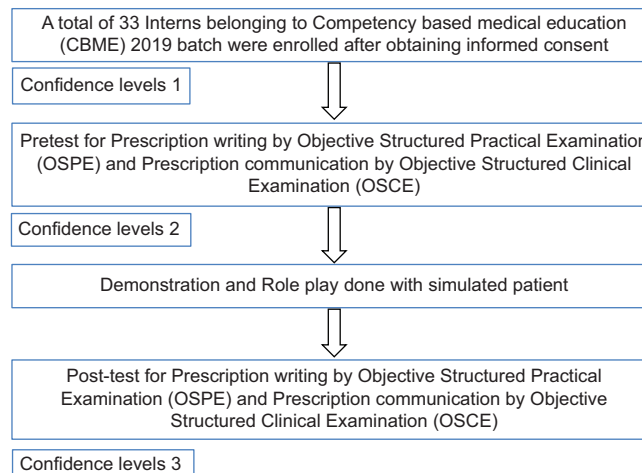 A total of 33 Interns belonging to Competency based medical education
(CBME) 2019 batch were enrolled after obtaining informed consent
Confidence levels 1
Pretest for Prescription writing by Objective Structured Practical Examination
(OSPE) and Prescription communication by Objective Structured Clinical
Examination (OSCE)
Confidence levels 2
Demonstration and Role play done with simulated patient
Post-test for Prescription writing by Objective Structured Practical
Examination (OSPE) and Prescription communication by Objective
Structured Clinical Examination (OSCE)
Confidence levels 3